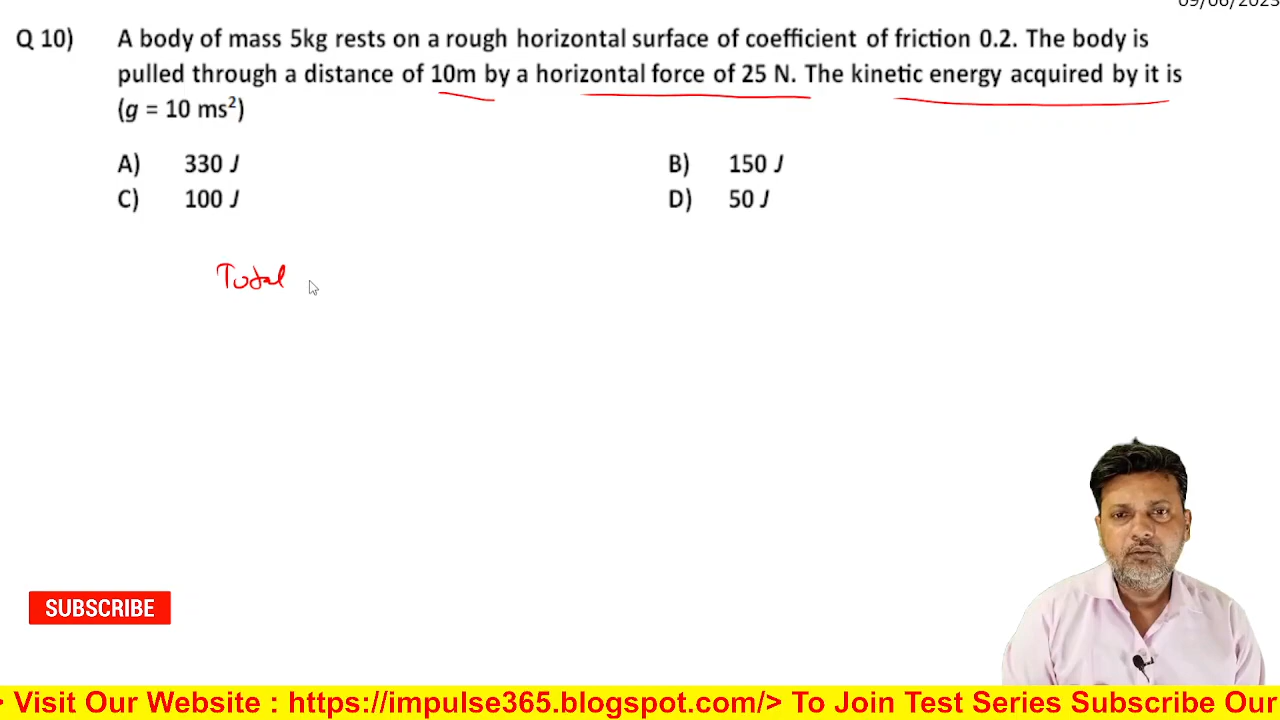 09/06/2023
Q 10) A body of mass 5kg rests on a rough horizontal surface of coefficient of friction 0.2. The body is
pulled through a distance of 10m by a horizontal force of 25 N. The kinetic energy acquired by it is
(g = 10 ms²)
A) 330 J B) 150 J
C) 100 J D) 50 J
Total
SUBSCRIBE
> Visit Our Website : https://impulse365.blogspot.com/> To Join Test Series Subscribe Our